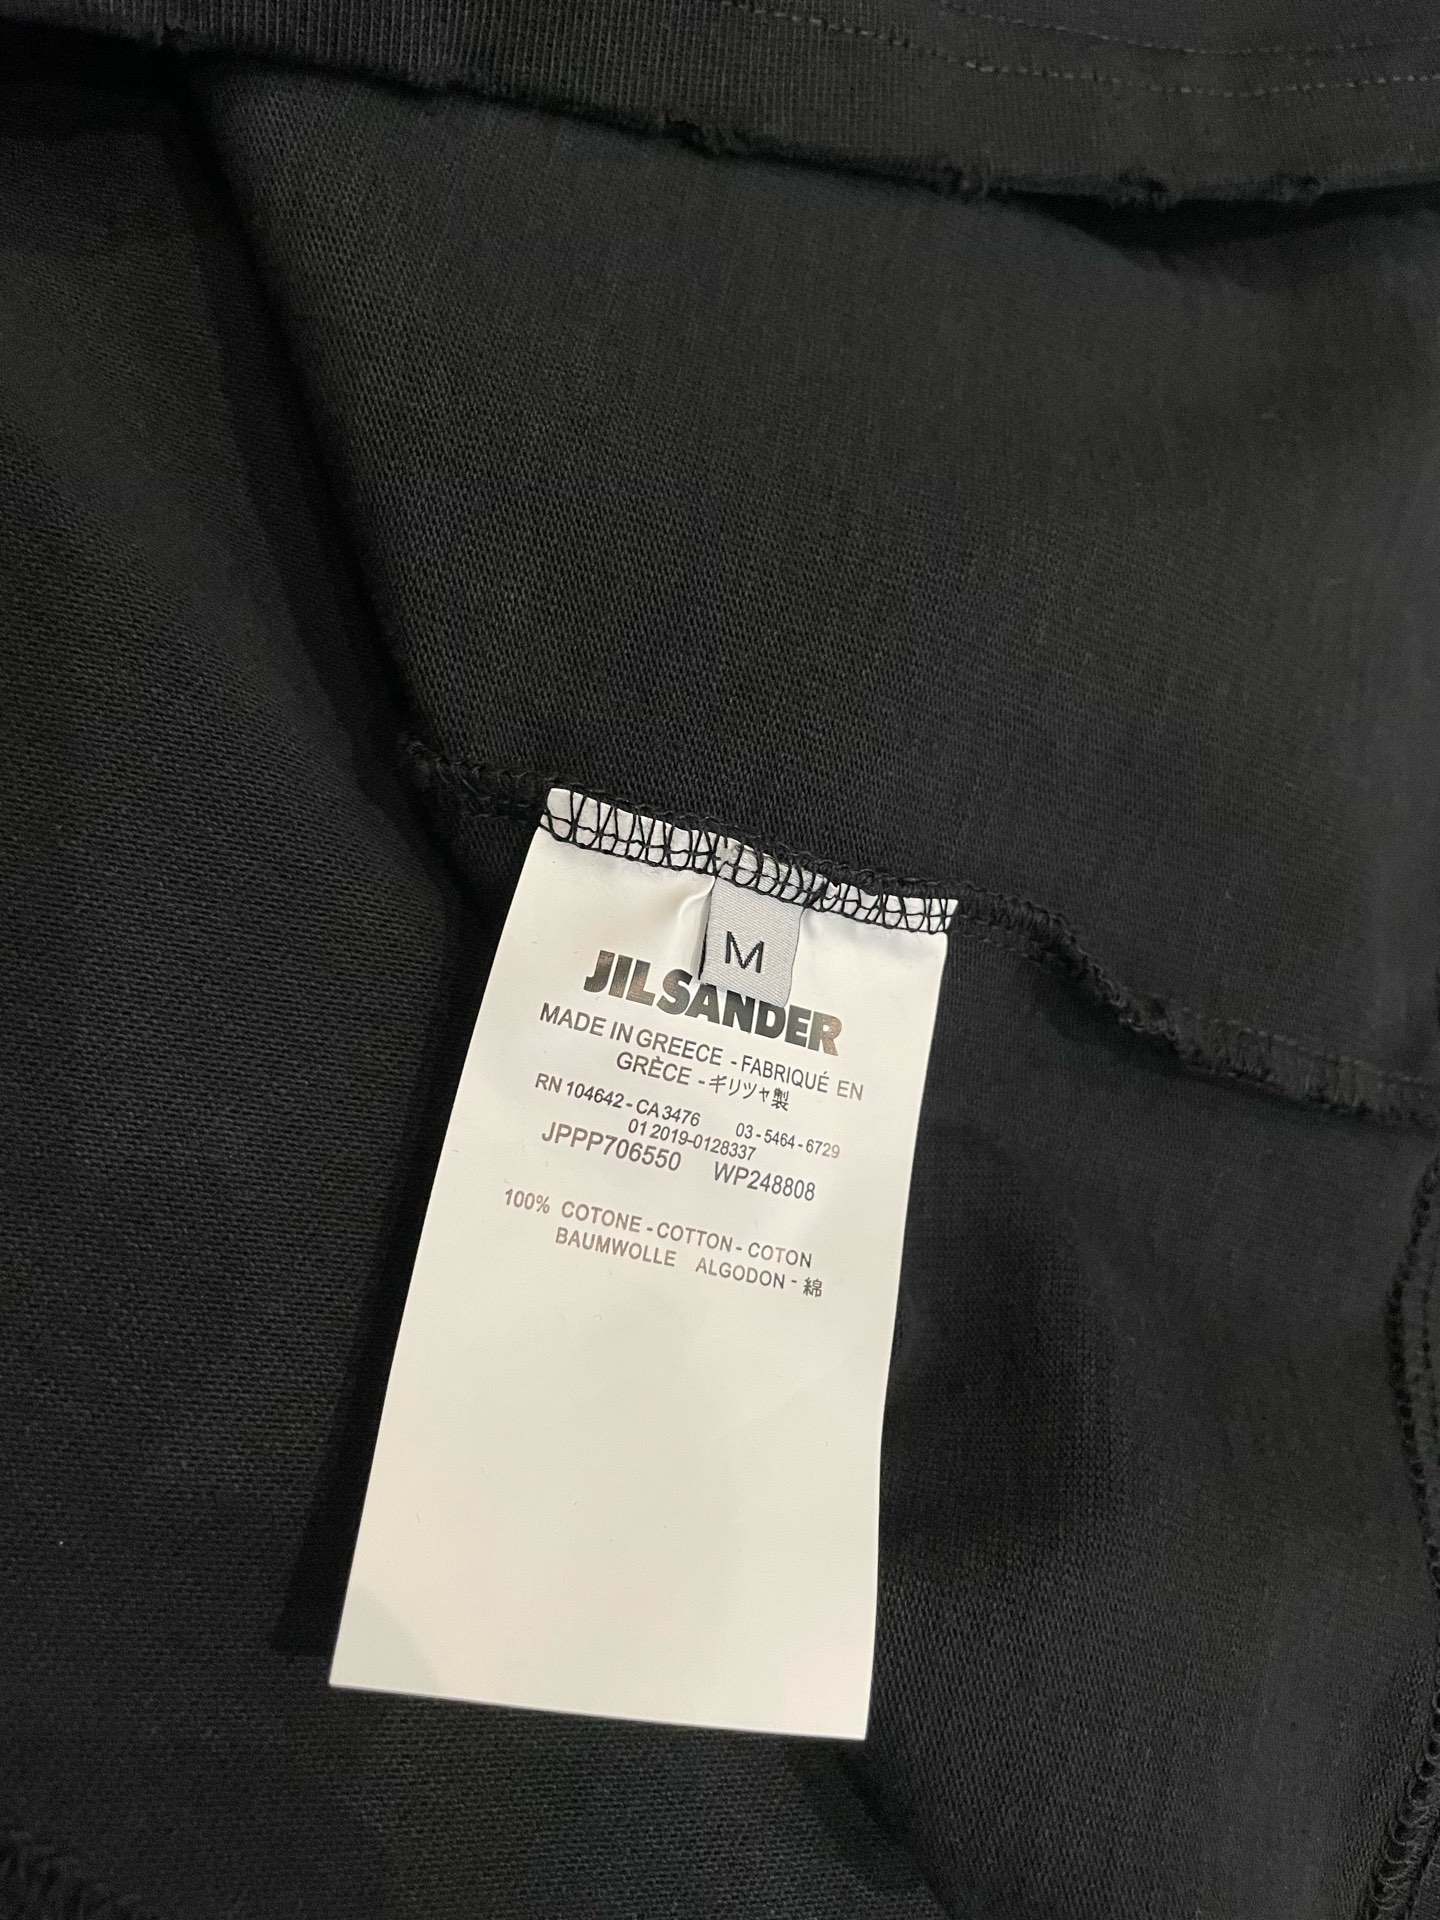 M
JIL SANDER
MADE IN GREECE - FABRIQUÉ EN
GRÈCE - ギリツャ製
RN 104642 - CA 3476 03 - 5464 - 6729
01 2019-0128337
JPPP706550 WP248808
100% COTONE - COTTON - COTON
BAUMWOLLE ALGODON - 綿